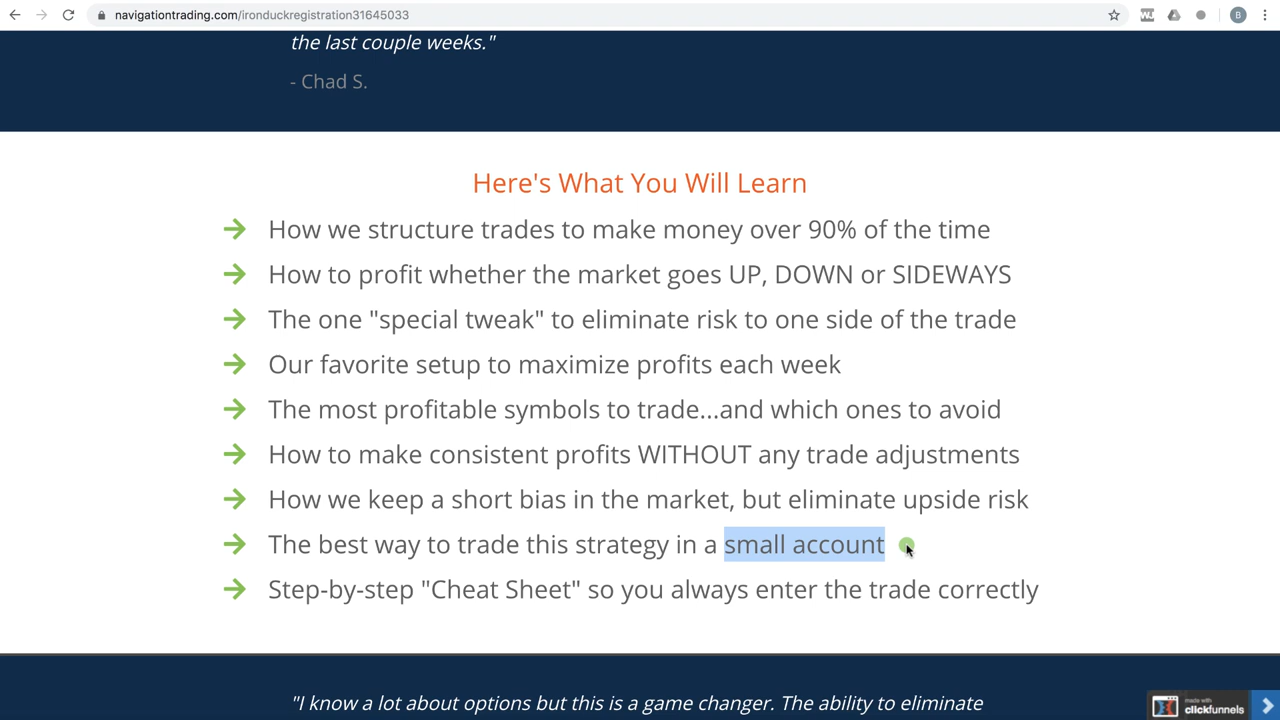 navigationtrading.com/ironduckregistration31645033
B
the last couple weeks."
- Chad S.
Here's What You Will Learn
How we structure trades to make money over 90% of the time
How to profit whether the market goes UP, DOWN or SIDEWAYS
The one "special tweak" to eliminate risk to one side of the trade
Our favorite setup to maximize profits each week
The most profitable symbols to trade...and which ones to avoid
How to make consistent profits WITHOUT any trade adjustments
How we keep a short bias in the market, but eliminate upside risk
The best way to trade this strategy in a small account
Step-by-step "Cheat Sheet" so you always enter the trade correctly
"I know a lot about options but this is a game changer. The ability to eliminate
made with
clickfunnels